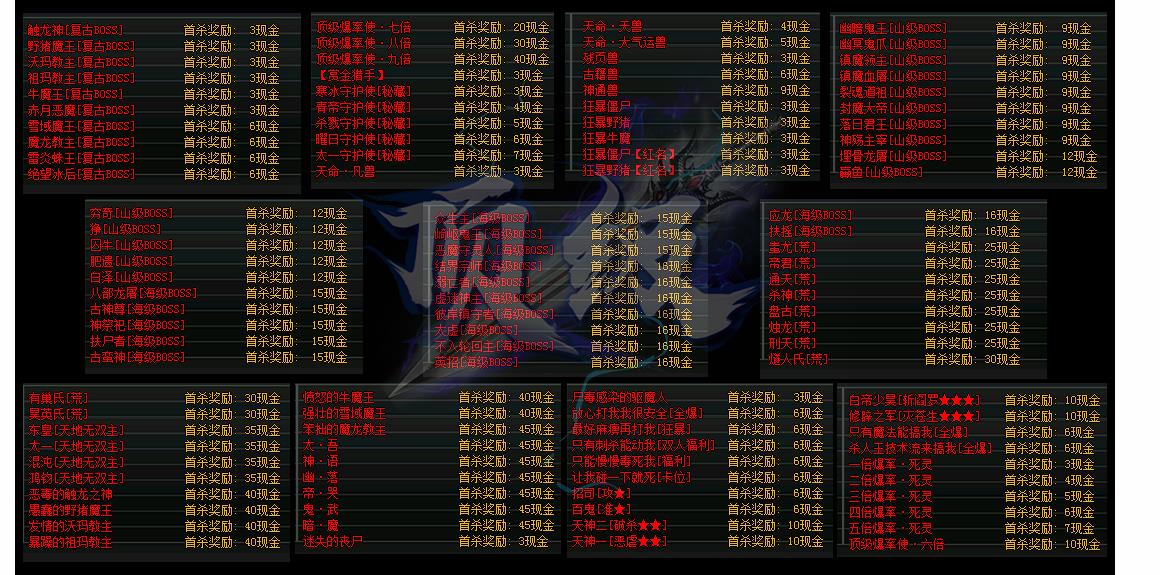 触龙神[复古BOSS] 首杀奖励: 3现金
野猪魔王[复古BOSS] 首杀奖励: 3现金
沃玛教主[复古BOSS] 首杀奖励: 3现金
祖玛教主[复古BOSS] 首杀奖励: 3现金
牛魔王[复古BOSS] 首杀奖励: 3现金
赤月恶魔[复古BOSS] 首杀奖励: 3现金
雪域魔王[复古BOSS] 首杀奖励: 6现金
魔龙教主[复古BOSS] 首杀奖励: 6现金
雷炎蛛王[复古BOSS] 首杀奖励: 6现金
绝望冰后[复古BOSS] 首杀奖励: 6现金
顶级爆率使·七倍 首杀奖励: 20现金
顶级爆率使·八倍 首杀奖励: 30现金
顶级爆率使·九倍 首杀奖励: 40现金
【赏金猎手】 首杀奖励: 3现金
寒冰守护使[秘藏] 首杀奖励: 3现金
青帝守护使[秘藏] 首杀奖励: 4现金
杀戮守护使[秘藏] 首杀奖励: 5现金
曜日守护使[秘藏] 首杀奖励: 6现金
太一守护使[秘藏] 首杀奖励: 7现金
天命·凡兽 首杀奖励: 3现金
天命·天兽 首杀奖励: 4现金
天命·大气运兽 首杀奖励: 5现金
残页兽 首杀奖励: 3现金
古籍兽 首杀奖励: 6现金
神通兽 首杀奖励: 9现金
狂暴僵尸 首杀奖励: 3现金
狂暴野猪 首杀奖励: 3现金
狂暴牛魔 首杀奖励: 3现金
狂暴僵尸【红名】 首杀奖励: 3现金
狂暴野猪【红名】 首杀奖励: 3现金
幽暗鬼王[山级BOSS] 首杀奖励: 9现金
幽冥鬼爪[山级BOSS] 首杀奖励: 9现金
镇魔领主[山级BOSS] 首杀奖励: 9现金
镇魔血屠[山级BOSS] 首杀奖励: 9现金
裂魂道祖[山级BOSS] 首杀奖励: 9现金
封魔大帝[山级BOSS] 首杀奖励: 9现金
落日君王[山级BOSS] 首杀奖励: 9现金
神殇主宰[山级BOSS] 首杀奖励: 9现金
埋骨龙屠[山级BOSS] 首杀奖励: 12现金
赢鱼[山级BOSS] 首杀奖励: 12现金
穷奇[山级BOSS] 首杀奖励: 12现金
狰[山级BOSS] 首杀奖励: 12现金
囚牛[山级BOSS] 首杀奖励: 12现金
肥遗[山级BOSS] 首杀奖励: 12现金
白泽[山级BOSS] 首杀奖励: 12现金
八部龙屠[海级BOSS] 首杀奖励: 15现金
古神尊[海级BOSS] 首杀奖励: 15现金
神祭祀[海级BOSS] 首杀奖励: 15现金
扶尸者[海级BOSS] 首杀奖励: 15现金
古蛮神[海级BOSS] 首杀奖励: 15现金
众生主[海级BOSS] 首杀奖励: 15现金
崎岖鬼王[海级BOSS] 首杀奖励: 15现金
恶魔守灵人[海级BOSS] 首杀奖励: 15现金
结界宗师[海级BOSS] 首杀奖励: 16现金
弱亡者[海级BOSS] 首杀奖励: 16现金
虚迷神主[海级BOSS] 首杀奖励: 16现金
彼岸镇守者[海级BOSS] 首杀奖励: 16现金
大虚[海级BOSS] 首杀奖励: 16现金
不入轮回主[海级BOSS] 首杀奖励: 16现金
英招[海级BOSS] 首杀奖励: 16现金
应龙[海级BOSS] 首杀奖励: 16现金
扶摇[海级BOSS] 首杀奖励: 16现金
蚩尤[荒] 首杀奖励: 25现金
帝君[荒] 首杀奖励: 25现金
通天[荒] 首杀奖励: 25现金
杀神[荒] 首杀奖励: 25现金
盘古[荒] 首杀奖励: 25现金
烛龙[荒] 首杀奖励: 25现金
刑天[荒] 首杀奖励: 25现金
燧人氏[荒] 首杀奖励: 30现金
有巢氏[荒] 首杀奖励: 30现金
昊英氏[荒] 首杀奖励: 30现金
东皇[天地无双主] 首杀奖励: 35现金
太一[天地无双主] 首杀奖励: 35现金
混沌[天地无双主] 首杀奖励: 35现金
鸿钧[天地无双主] 首杀奖励: 35现金
恶毒的触龙之神 首杀奖励: 40现金
愚蠢的野猪魔王 首杀奖励: 40现金
发情的沃玛教主 首杀奖励: 40现金
暴躁的祖玛教主 首杀奖励: 40现金
愤怒的牛魔王 首杀奖励: 40现金
强壮的雪域魔王 首杀奖励: 40现金
笨拙的魔龙教主 首杀奖励: 45现金
太·吾 首杀奖励: 45现金
神·语 首杀奖励: 45现金
幽·落 首杀奖励: 45现金
帝·哭 首杀奖励: 45现金
鬼·武 首杀奖励: 45现金
暗·魔 首杀奖励: 45现金
迷失的丧尸 首杀奖励: 3现金
尸毒感染的驱魔人 首杀奖励: 3现金
放心打我我很安全[全爆] 首杀奖励: 6现金
最好麻痹再打我[狂暴] 首杀奖励: 6现金
只有刺杀能动我[双人福利] 首杀奖励: 6现金
只能慢慢毒死我[福利] 首杀奖励: 6现金
让我碰一下就死[卡位] 首杀奖励: 6现金
招司[攻★] 首杀奖励: 6现金
百鬼[准★] 首杀奖励: 6现金
天神二[破杀★★] 首杀奖励: 10现金
天神一[恶虐★★] 首杀奖励: 10现金
白帝少昊[斩阎罗★★★] 首杀奖励: 10现金
修脉之军[灭苍生★★★] 首杀奖励: 10现金
只有魔法能搞我[全爆] 首杀奖励: 6现金
杀人王技术流来搞我[全爆] 首杀奖励: 6现金
一倍爆率·死灵 首杀奖励: 3现金
二倍爆率·死灵 首杀奖励: 4现金
三倍爆率·死灵 首杀奖励: 5现金
四倍爆率·死灵 首杀奖励: 6现金
五倍爆率·死灵 首杀奖励: 7现金
顶级爆率使·六倍 首杀奖励: 10现金